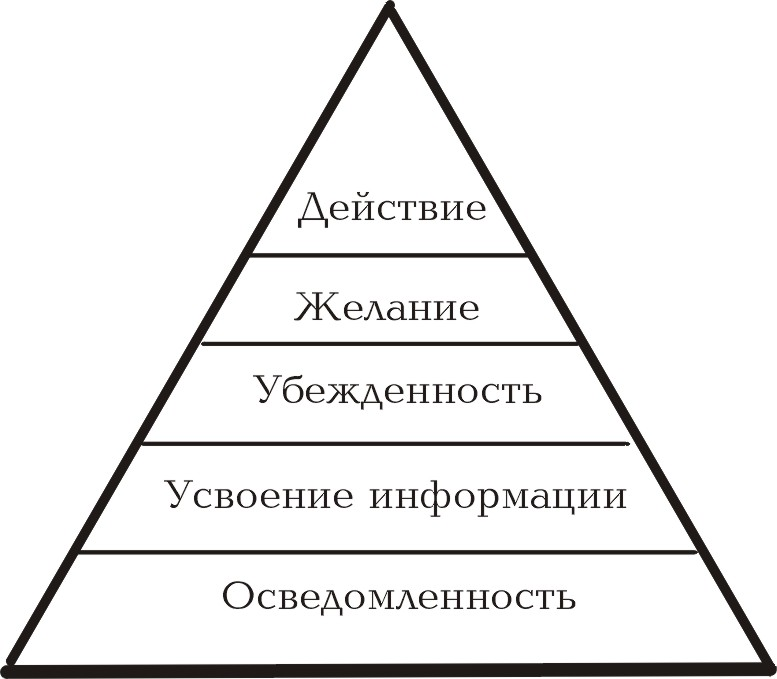 Действие
Желание
Убежденность
Усвоение информации
Осведомленность